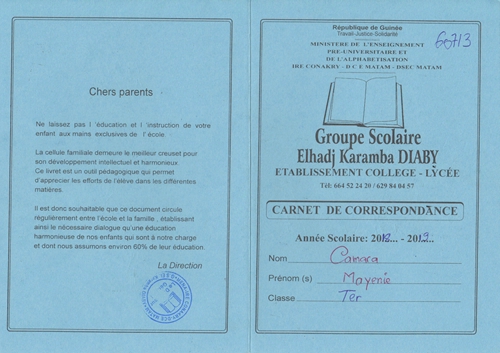 Chers parents
Ne laissez pas l 'éducation et l instruction de votre
enfant aux mains exclusives de l' école.
La cellule familiale demeure le meilleur creuset pour
son développement intellectuel et harmonieux
Ce livret est un outil pédagogique qui permet
d'apprecier les efforts de l'élève dans les différentes
matières.
Il est donc souhaitable que ce document circule
régulièrement entre l'école et la famille , établissant
ainsi le nécessaire dialogue qu'une éducation
harmonieuse de nos enfants qui sont à notre charge
et dont nous assumons environ 60% de leur éducation.
La Direction
République de Guinée
Travail-Justice-Solidarité
60713
MINISTERE DE L'ENSEIGNEMENT
PRE-UNIVERSITAIRE ET
DE L'ALPHABETISATION
IRE CONAKRY - D C E MATAM - DSEC MATAM
Groupe Scolaire
Elhadj Karamba DIABY
ETABLISSEMENT COLLEGE - LYCÉE
Tél: 664 52 24 20 / 629 84 04 57
CARNET DE CORRESPONDANCE
Année Scolaire: 2018... - 2019...
Nom Camara
Prénom (s) Mayenie
Classe Ter